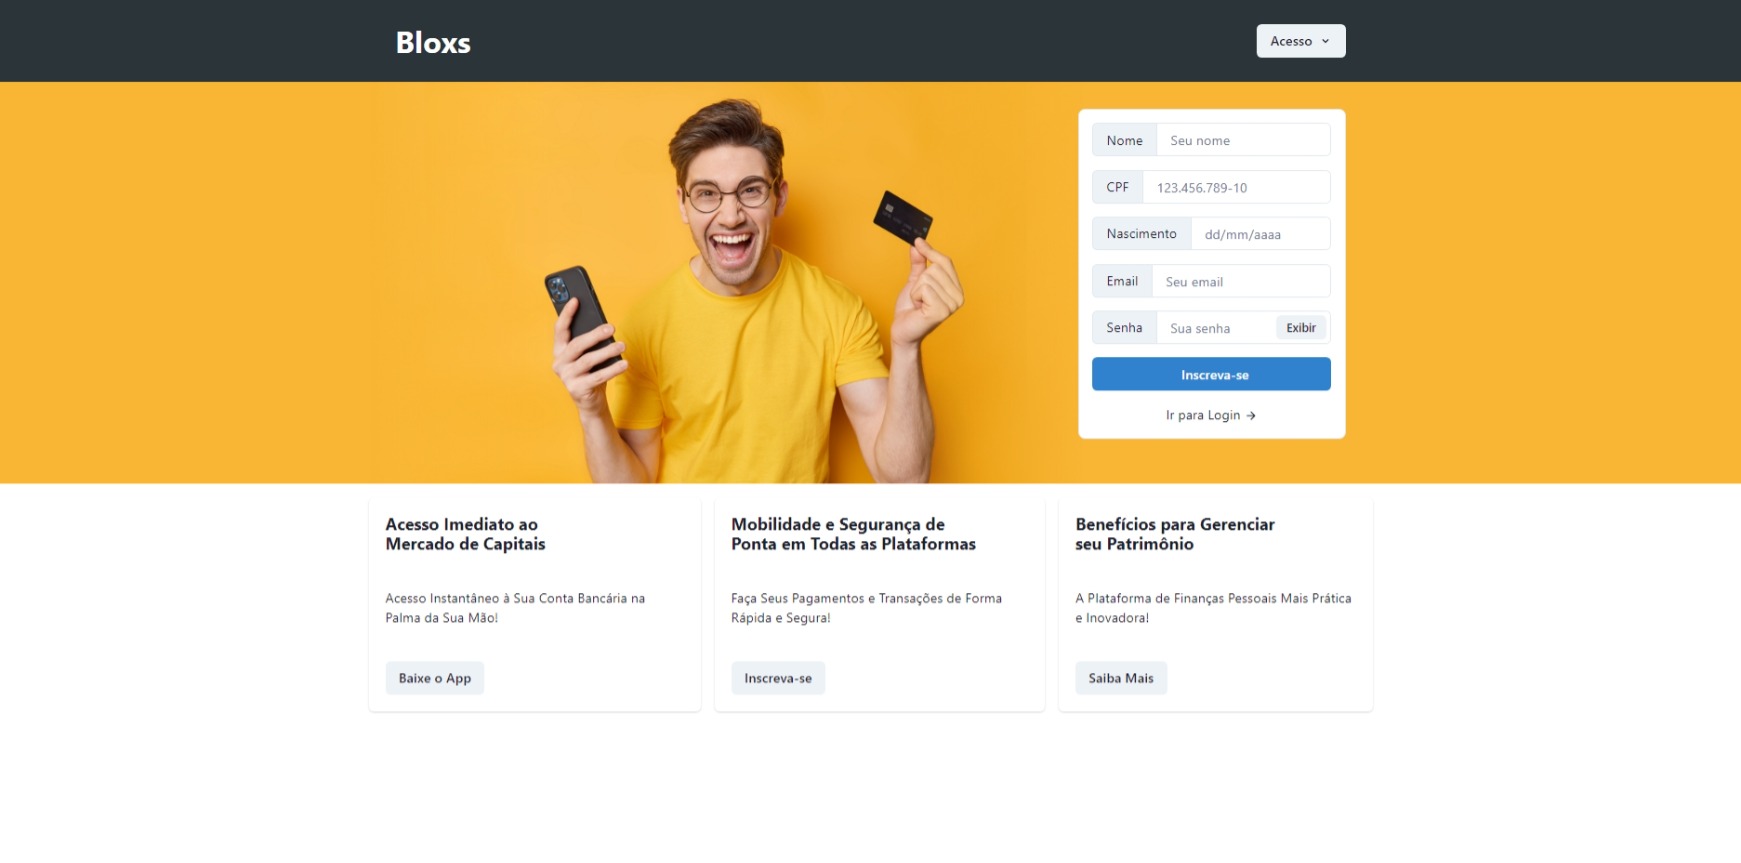 Bloxs
Acesso
Nome Seu nome
CPF 123.456.789-10
Nascimento dd/mm/aaaa
Email Seu email
Senha Sua senha Exibir
Inscreva-se
Ir para Login →
Acesso Imediato ao
Mercado de Capitais
Acesso Instantâneo à Sua Conta Bancária na
Palma da Sua Mão!
Baixe o App
Mobilidade e Segurança de
Ponta em Todas as Plataformas
Faça Seus Pagamentos e Transações de Forma
Rápida e Segura!
Inscreva-se
Benefícios para Gerenciar
seu Patrimônio
A Plataforma de Finanças Pessoais Mais Prática
e Inovadora!
Saiba Mais